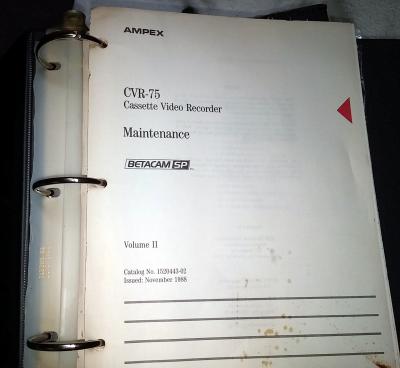 AMPEX
CVR-75
Cassette Video Recorder
Maintenance
BETACAM SP
Volume II
Catalog No. 1520443-02
Issued: November 1988